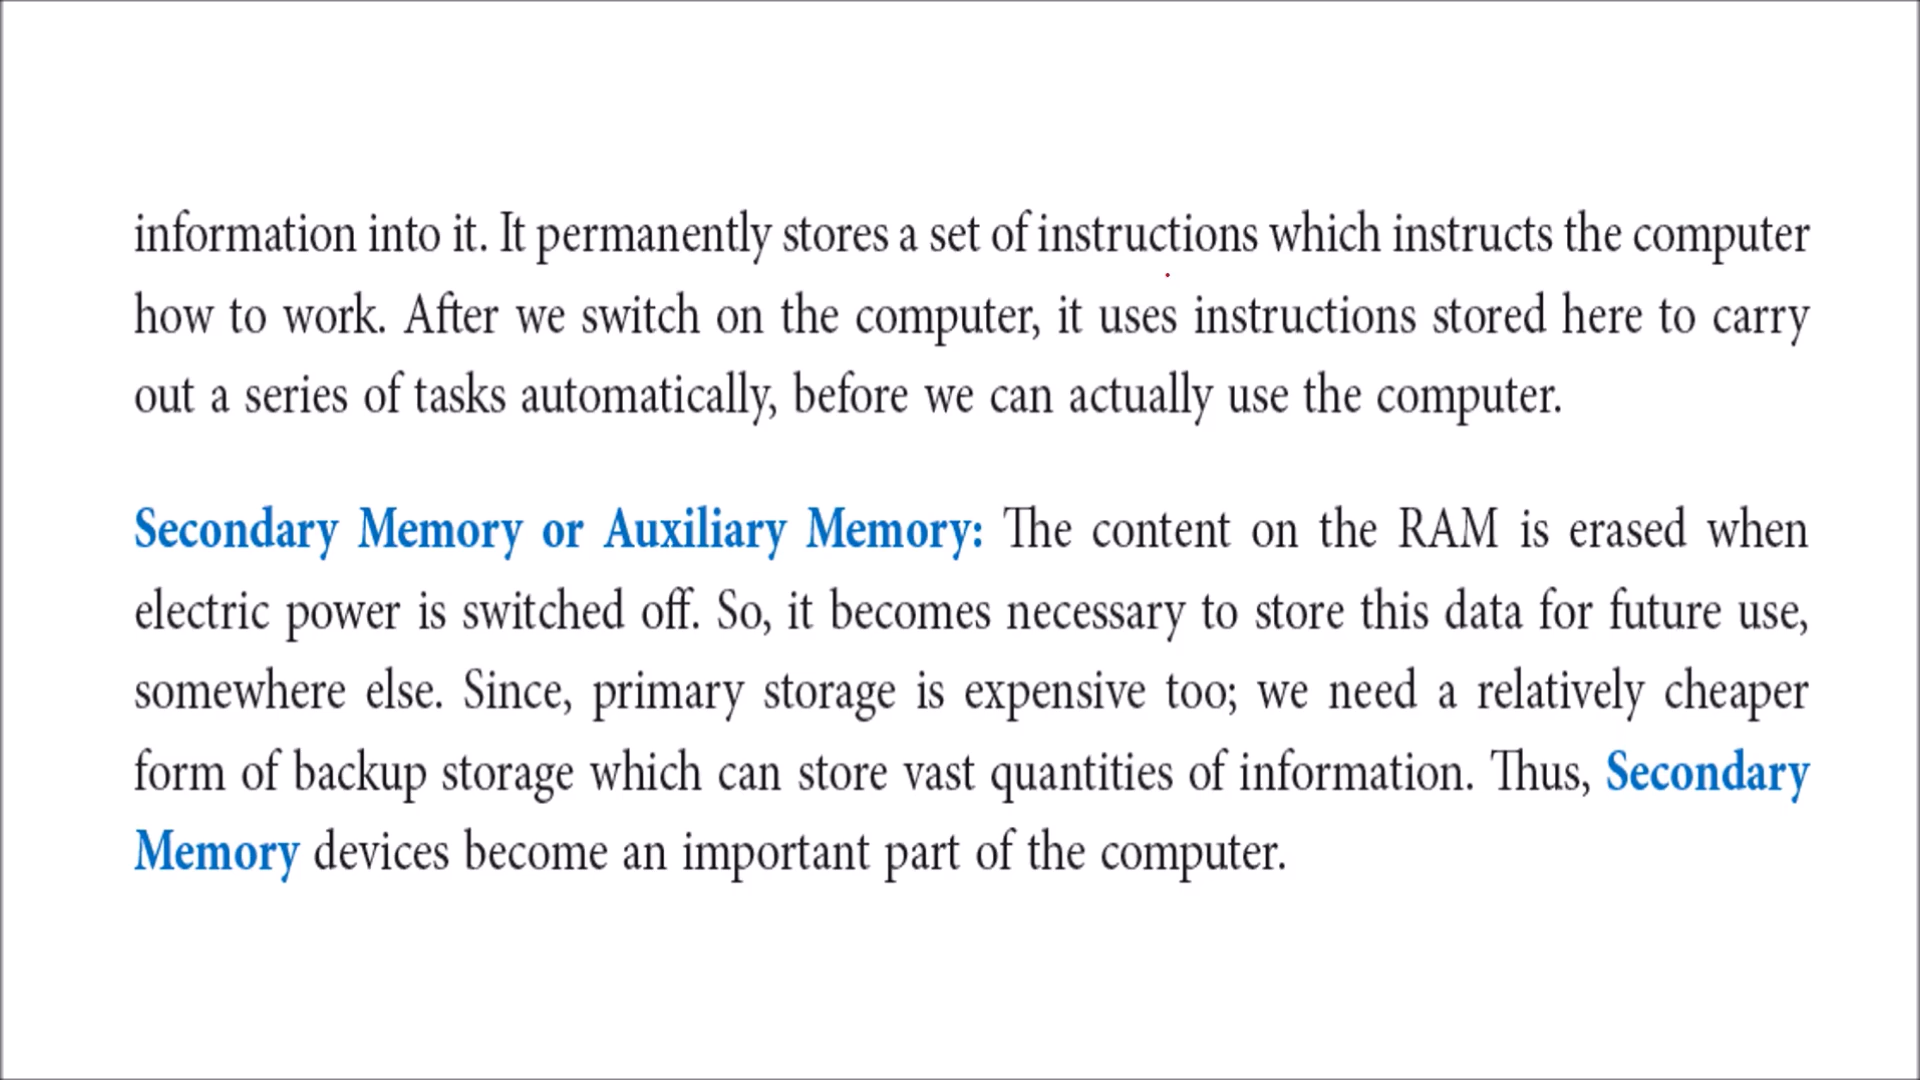 information into it. It permanently stores a set of instructions which instructs the computer
how to work. After we switch on the computer, it uses instructions stored here to carry
out a series of tasks automatically, before we can actually use the computer.
Secondary Memory or Auxiliary Memory: The content on the RAM is erased when
electric power is switched off. So, it becomes necessary to store this data for future use,
somewhere else. Since, primary storage is expensive too; we need a relatively cheaper
form of backup storage which can store vast quantities of information. Thus, Secondary
Memory devices become an important part of the computer.